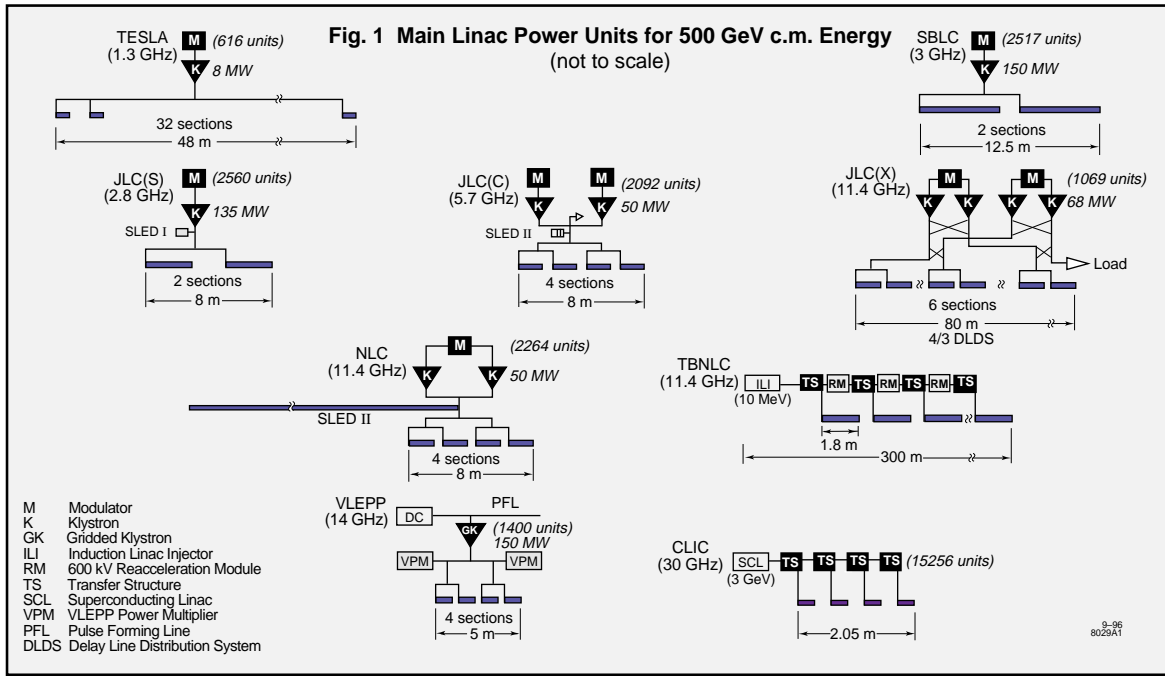 Fig. 1 Main Linac Power Units for 500 GeV c.m. Energy
(not to scale)
TESLA
(1.3 GHz)
M
(616 units)
K
8 MW
32 sections
48 m
SBLC
(3 GHz)
M
(2517 units)
K
150 MW
2 sections
12.5 m
JLC(S)
(2.8 GHz)
M
(2560 units)
K
135 MW
SLED I
2 sections
8 m
JLC(C)
(5.7 GHz)
M M
(2092 units)
K K
50 MW
SLED II
4 sections
8 m
JLC(X)
(11.4 GHz)
M M
(1069 units)
K K K K
68 MW
Load
6 sections
80 m
4/3 DLDS
NLC
(11.4 GHz)
M
(2264 units)
K K
50 MW
SLED II
4 sections
8 m
TBNLC
(11.4 GHz)
ILI
(10 MeV)
TS RM TS RM TS RM TS
1.8 m
300 m
VLEPP
(14 GHz)
DC
PFL
GK
(1400 units)
150 MW
VPM VPM
4 sections
5 m
CLIC
(30 GHz)
SCL
(3 GeV)
TS TS TS TS
(15256 units)
2.05 m
M Modulator
K Klystron
GK Gridded Klystron
ILI Induction Linac Injector
RM 600 kV Reacceleration Module
TS Transfer Structure
SCL Superconducting Linac
VPM VLEPP Power Multiplier
PFL Pulse Forming Line
DLDS Delay Line Distribution System
9–96
8029A1